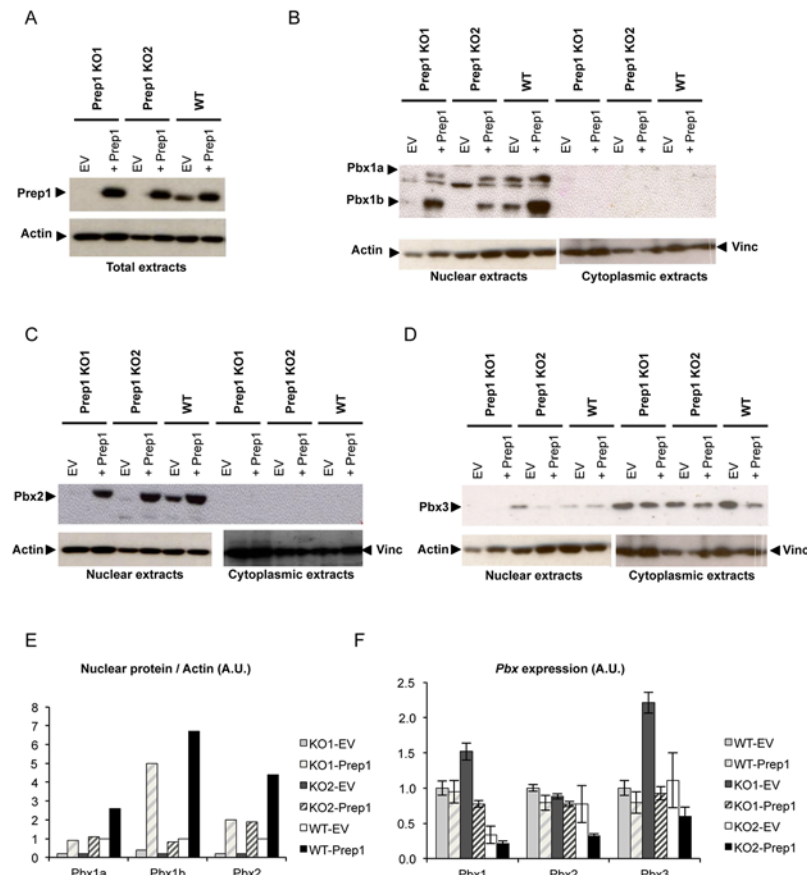 A
Prep1 KO1
Prep1 KO2
WT
EV
+ Prep1
EV
+ Prep1
EV
+ Prep1
Prep1
Actin
Total extracts
B
Prep1 KO1
Prep1 KO2
WT
Prep1 KO1
Prep1 KO2
WT
EV
+ Prep1
EV
+ Prep1
EV
+ Prep1
EV
+ Prep1
EV
+ Prep1
EV
+ Prep1
Pbx1a
Pbx1b
Actin
Vinc
Nuclear extracts
Cytoplasmic extracts
C
Prep1 KO1
Prep1 KO2
WT
Prep1 KO1
Prep1 KO2
WT
EV
+ Prep1
EV
+ Prep1
EV
+ Prep1
EV
+ Prep1
EV
+ Prep1
EV
+ Prep1
Pbx2
Actin
Vinc
Nuclear extracts
Cytoplasmic extracts
D
Prep1 KO1
Prep1 KO2
WT
Prep1 KO1
Prep1 KO2
WT
EV
+ Prep1
EV
+ Prep1
EV
+ Prep1
EV
+ Prep1
EV
+ Prep1
EV
+ Prep1
Pbx3
Actin
Vinc
Nuclear extracts
Cytoplasmic extracts
E
Nuclear protein / Actin (A.U.)
8
7
6
5
4
3
2
1
0
Pbx1a
Pbx1b
Pbx2
KO1-EV
KO1-Prep1
KO2-EV
KO2-Prep1
WT-EV
WT-Prep1
F
Pbx expression (A.U.)
2.5
2.0
1.5
1.0
0.5
0.0
Pbx1
Pbx2
Pbx3
WT-EV
WT-Prep1
KO1-EV
KO1-Prep1
KO2-EV
KO2-Prep1